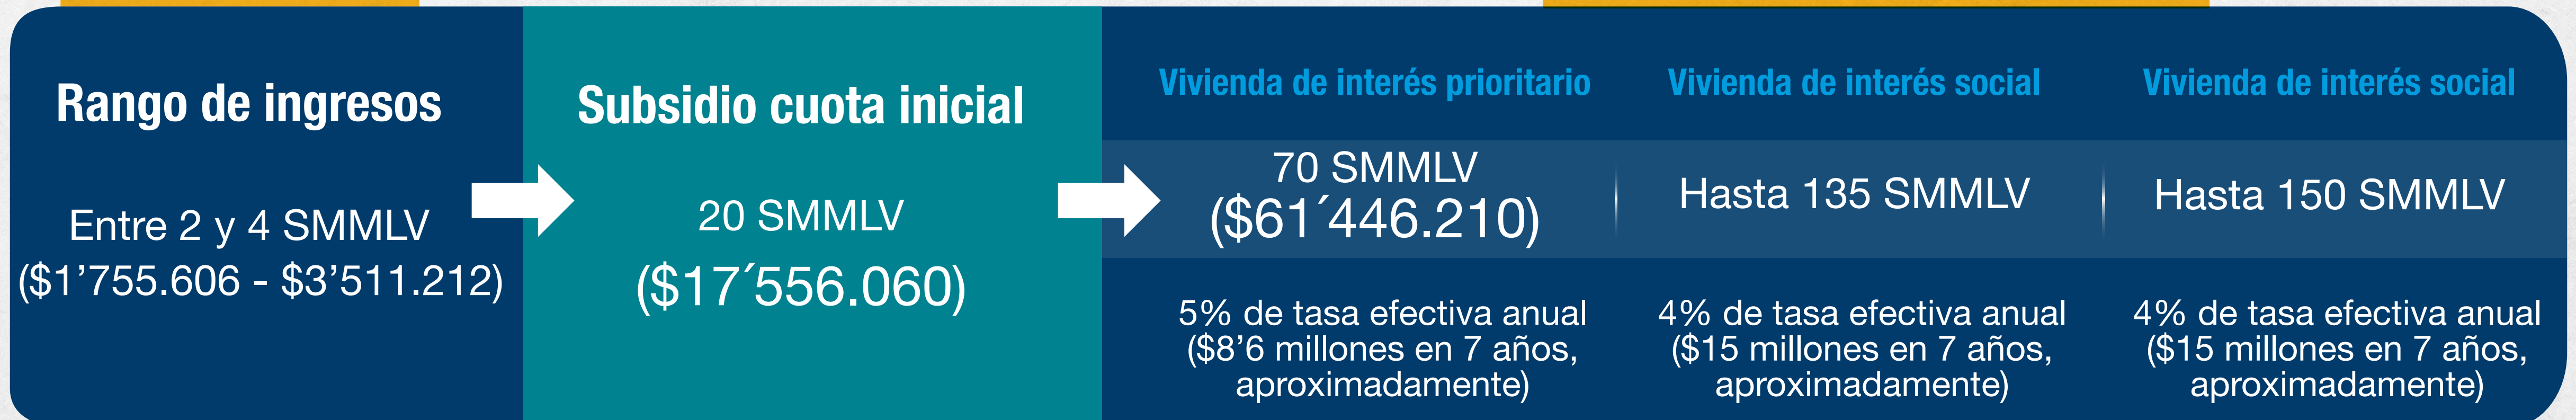 Rango de ingresos
Entre 2 y 4 SMMLV
($1’755.606 - $3’511.212)
Subsidio cuota inicial
20 SMMLV
($17´556.060)
Vivienda de interés prioritario
70 SMMLV
($61´446.210)
5% de tasa efectiva anual
($8’6 millones en 7 años,
aproximadamente)
Vivienda de interés social
Hasta 135 SMMLV
4% de tasa efectiva anual
($15 millones en 7 años,
aproximadamente)
Vivienda de interés social
Hasta 150 SMMLV
4% de tasa efectiva anual
($15 millones en 7 años,
aproximadamente)